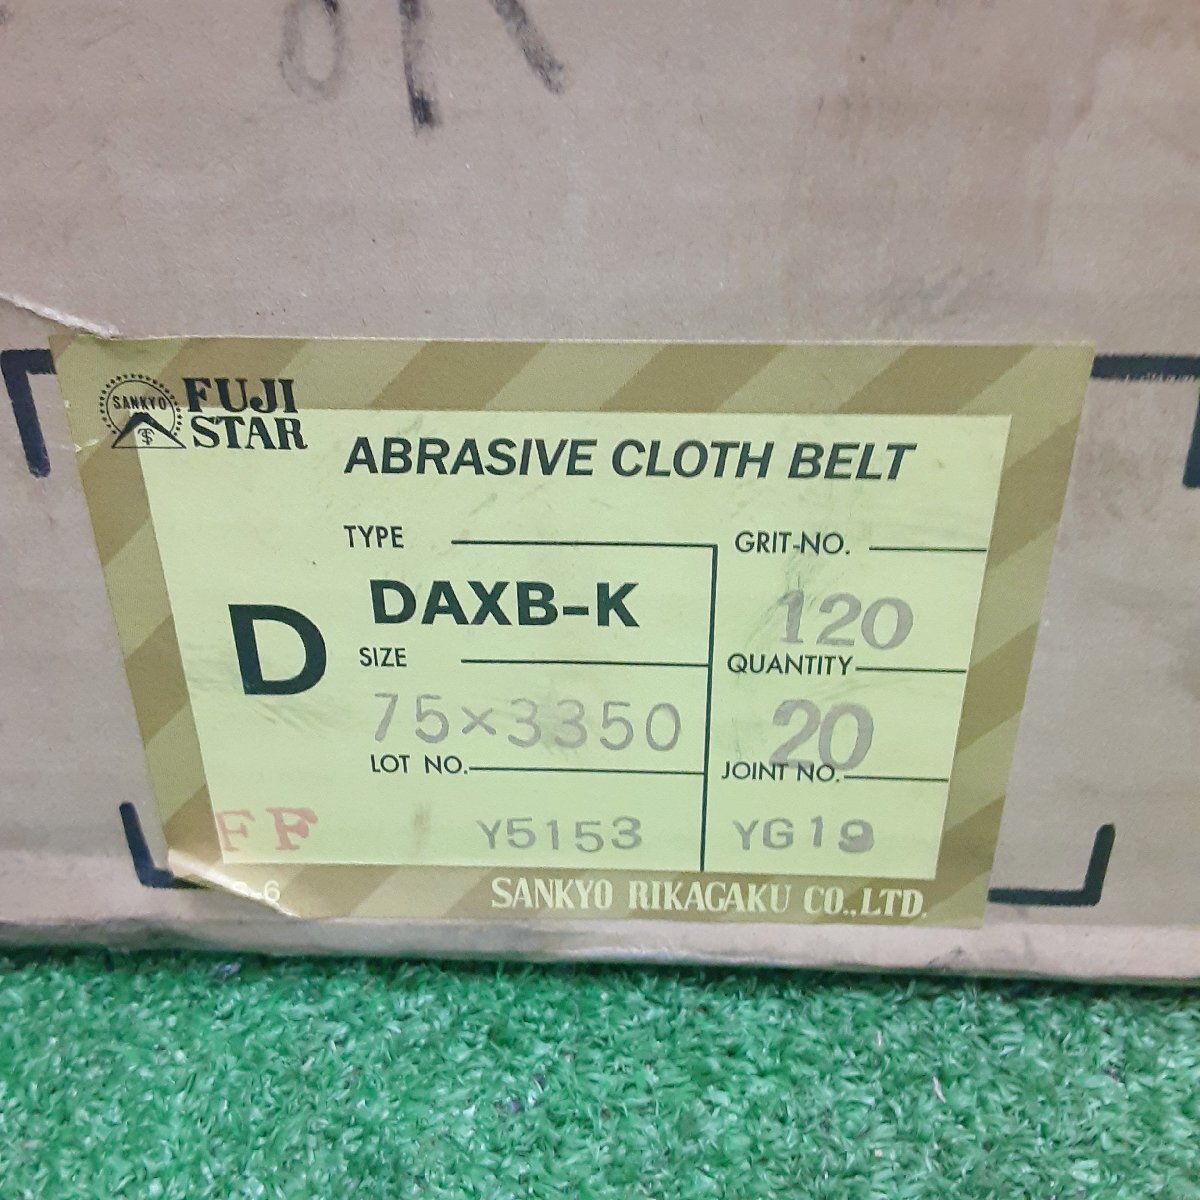 SANKYO
FUJI
STAR
ABRASIVE CLOTH BELT
TYPE
GRIT-NO.
D
DAXB-K
120
SIZE
QUANTITY
75×3350
20
LOT NO.
JOINT NO.
FF
Y5153
YG19
S-6
SANKYO RIKAGAKU CO.,LTD.